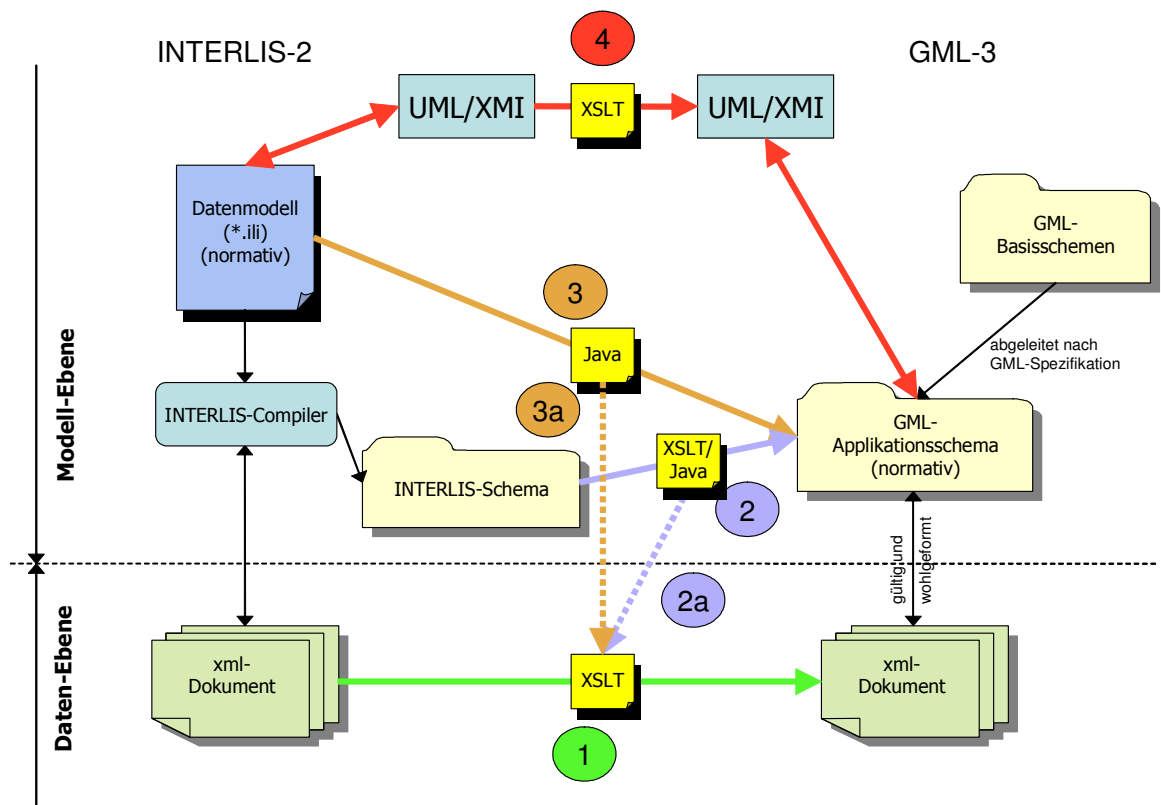 INTERLIS-2
4
GML-3
UML/XMI
XSLT
UML/XMI
Datenmodell
(*.ili)
(normativ)
GML-
Basisschemen
3
Java
abgeleitet nach
GML-Spezifikation
Modell-Ebene
INTERLIS-Compiler
3a
GML-
Applikationsschema
(normativ)
XSLT/
Java
INTERLIS-Schema
2
gültig und
wohlgeformt
2a
Daten-Ebene
xml-
Dokument
XSLT
xml-
Dokument
1